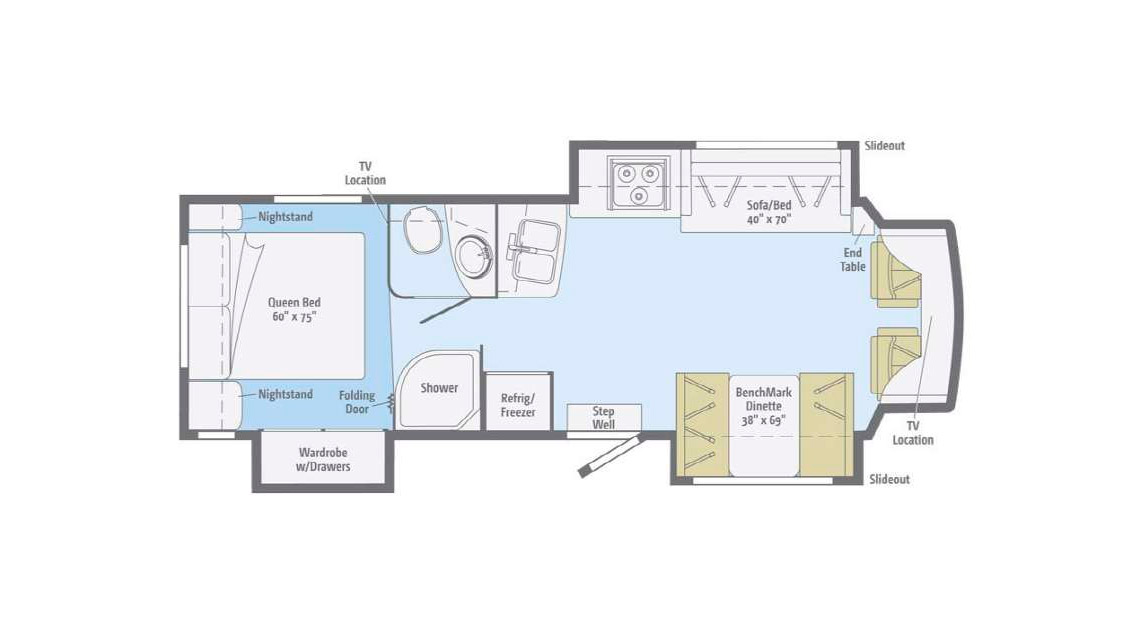 Slideout
TV
Location
Nightstand
Sofa/Bed
40" x 70"
End
Table
Queen Bed
60" x 75"
Nightstand
Folding
Door
Shower
Refrig/
Freezer
Step
Well
BenchMark
Dinette
38" x 69"
TV
Location
Wardrobe
w/Drawers
Slideout